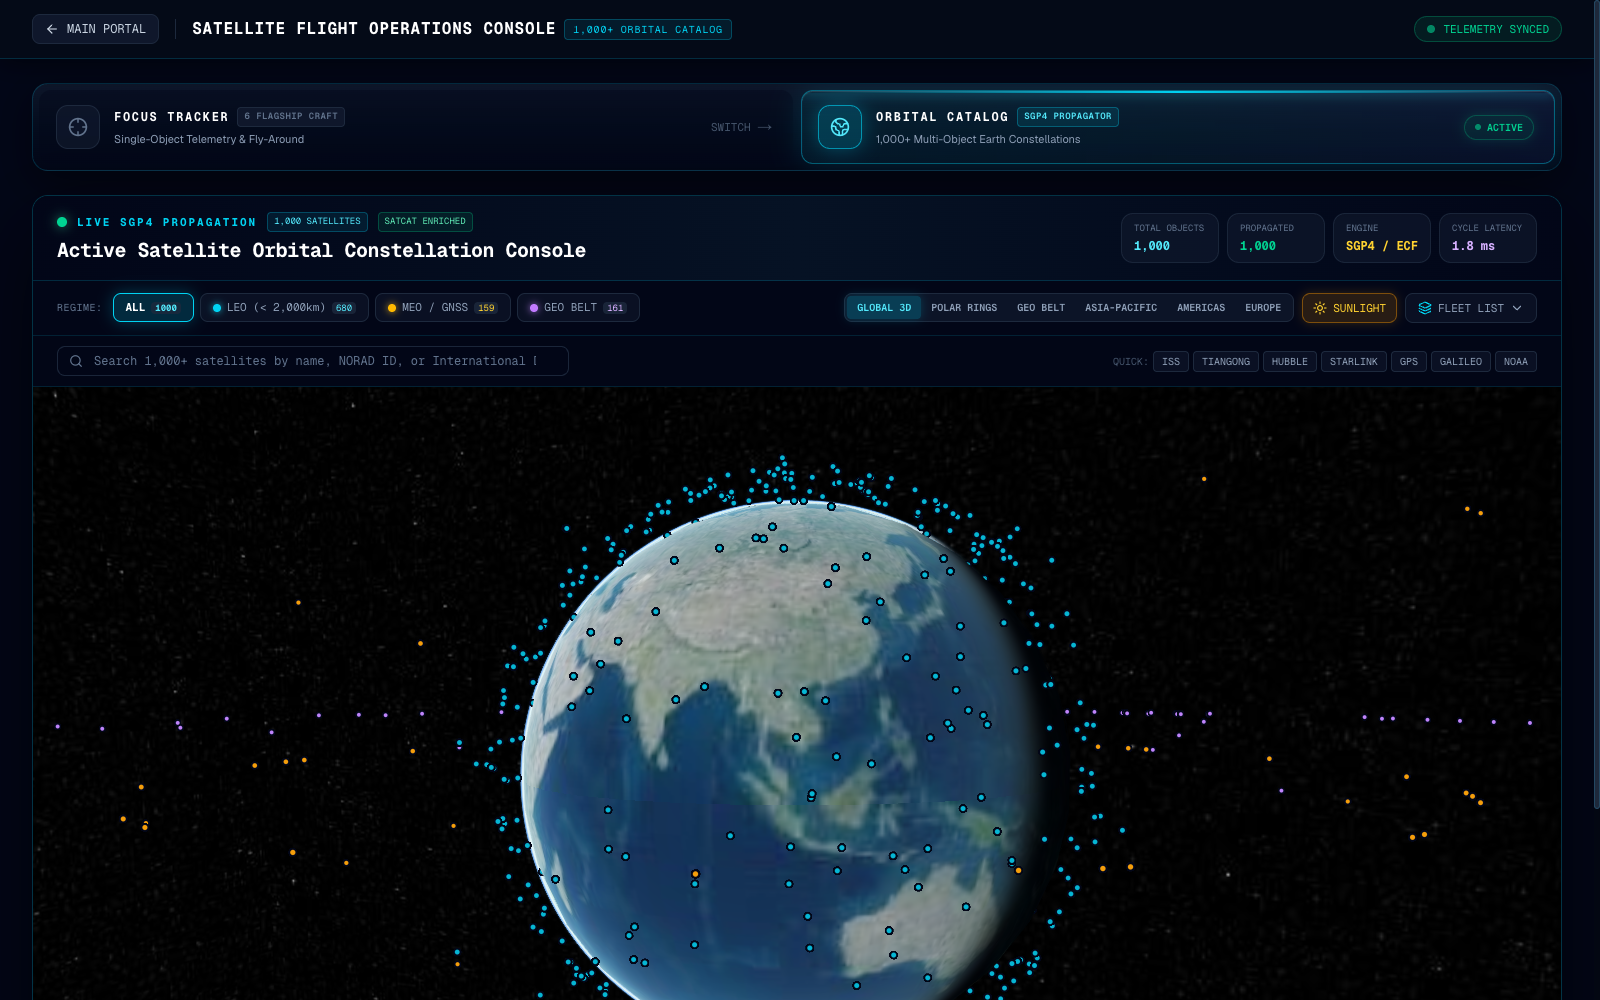 MAIN PORTAL
SATELLITE FLIGHT OPERATIONS CONSOLE
1,000+ ORBITAL CATALOG
TELEMETRY SYNCED
FOCUS TRACKER
6 FLAGSHIP CRAFT
Single-Object Telemetry & Fly-Around
SWITCH →
ORBITAL CATALOG
SGP4 PROPAGATOR
1,000+ Multi-Object Earth Constellations
ACTIVE
LIVE SGP4 PROPAGATION
1,000 SATELLITES
SATCAT ENRICHED
Active Satellite Orbital Constellation Console
TOTAL OBJECTS
1,000
PROPAGATED
1,000
ENGINE
SGP4 / ECF
CYCLE LATENCY
1.8 ms
REGIME:
ALL 1000
LEO (< 2,000km) 680
MEO / GNSS 159
GEO BELT 161
GLOBAL 3D
POLAR RINGS
GEO BELT
ASIA-PACIFIC
AMERICAS
EUROPE
SUNLIGHT
FLEET LIST
Search 1,000+ satellites by name, NORAD ID, or International
QUICK:
ISS
TIANGONG
HUBBLE
STARLINK
GPS
GALILEO
NOAA